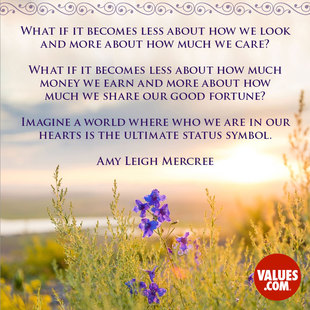 What if it becomes less about how we look
and more about how much we care?
What if it becomes less about how much
money we earn and more about how
much we share our good fortune?
Imagine a world where who we are in our
hearts is the ultimate status symbol.
Amy Leigh Mercree
VALUES
.COM